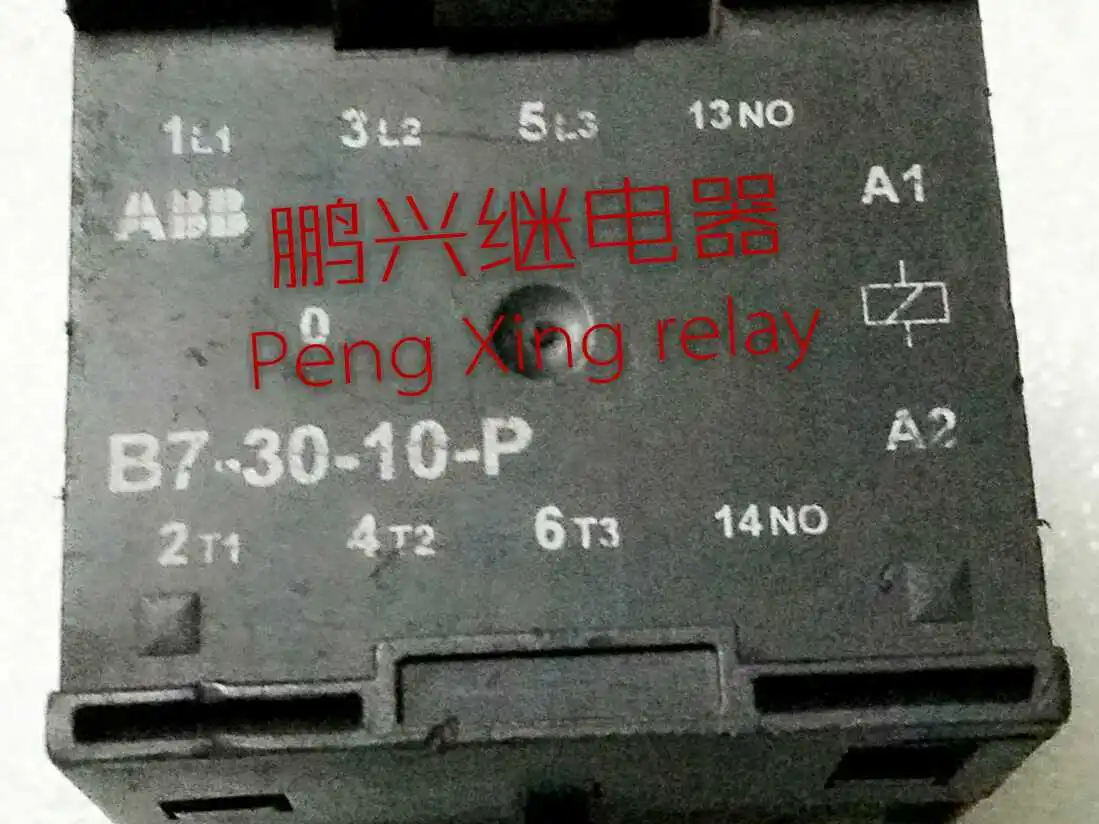 1L1 3L2 5L3 13NO
ABB
A1
鹏兴继电器
0
Peng Xing relay
B7-30-10-P
A2
2T1 4T2 6T3 14NO